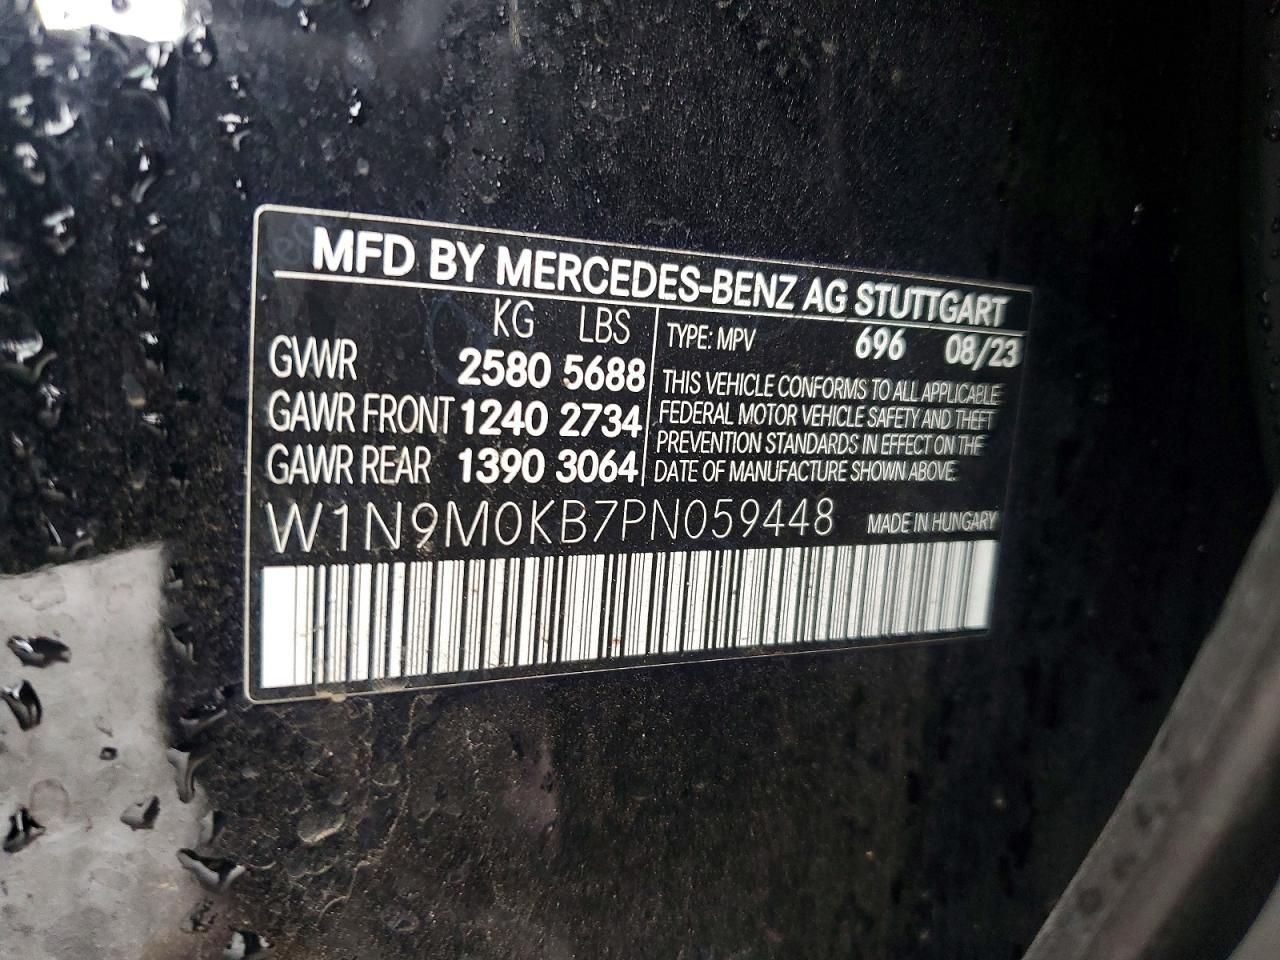 MFD BY MERCEDES-BENZ AG STUTTGART
KG LBS
GVWR 2580 5688
GAWR FRONT 1240 2734
GAWR REAR 1390 3064
TYPE: MPV 696 08/23
THIS VEHICLE CONFORMS TO ALL APPLICABLE
FEDERAL MOTOR VEHICLE SAFETY AND THEFT
PREVENTION STANDARDS IN EFFECT ON THE
DATE OF MANUFACTURE SHOWN ABOVE.
W1N9M0KB7PN059448 MADE IN HUNGARY